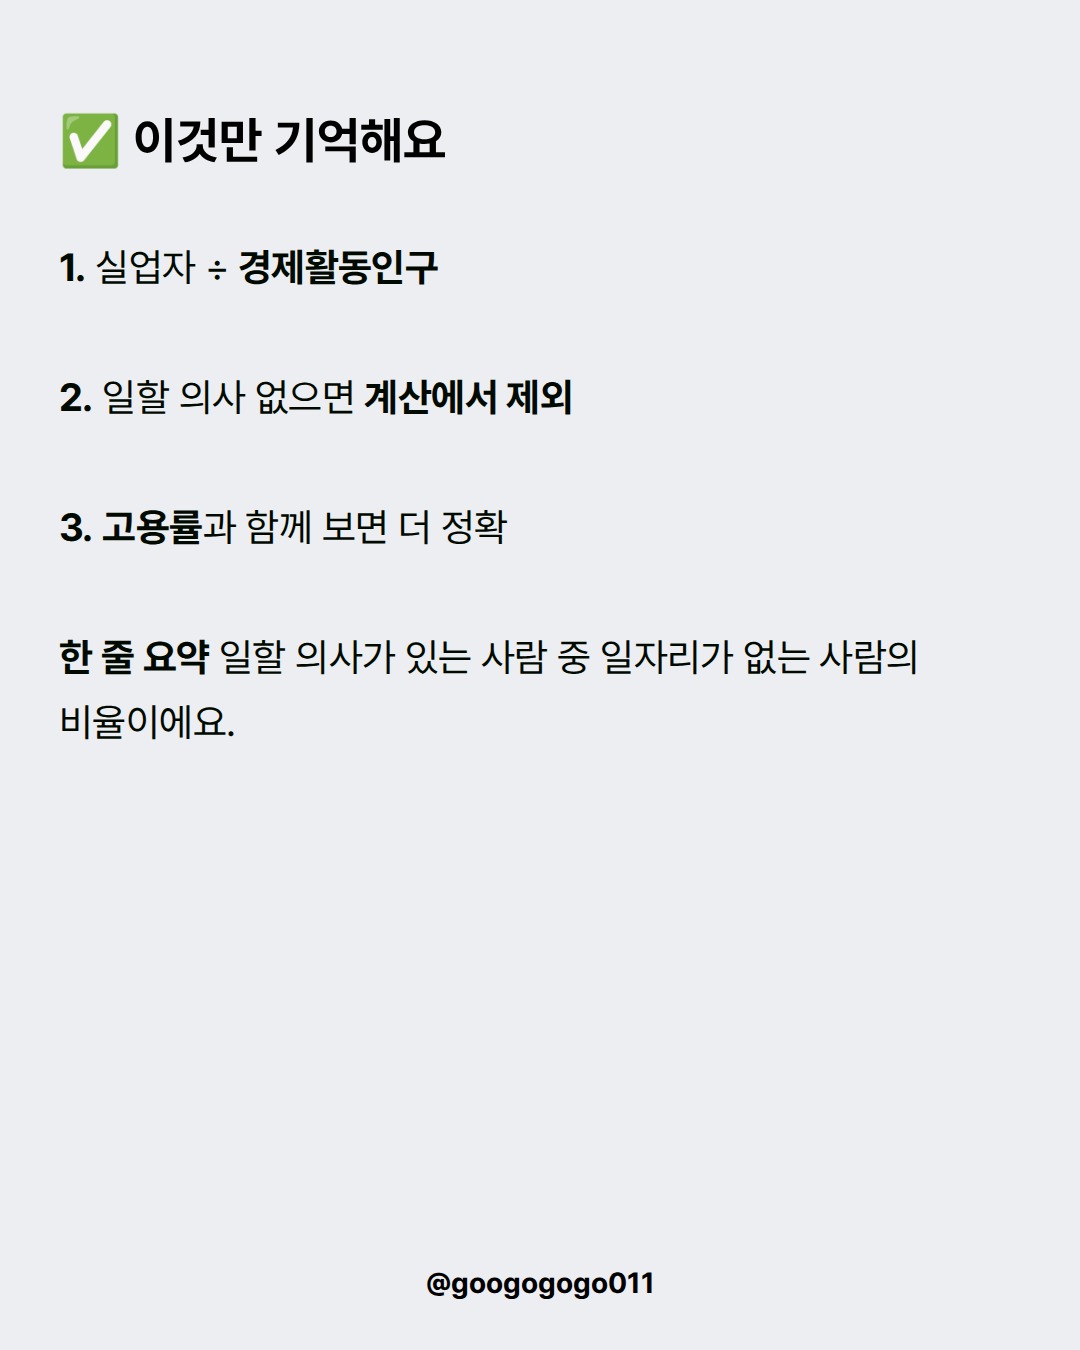 ✅ 이것만 기억해요
1. 실업자 ÷ 경제활동인구
2. 일할 의사 없으면 계산에서 제외
3. 고용률과 함께 보면 더 정확
한 줄 요약 일할 의사가 있는 사람 중 일자리가 없는 사람의
비율이에요.
@googogogo011